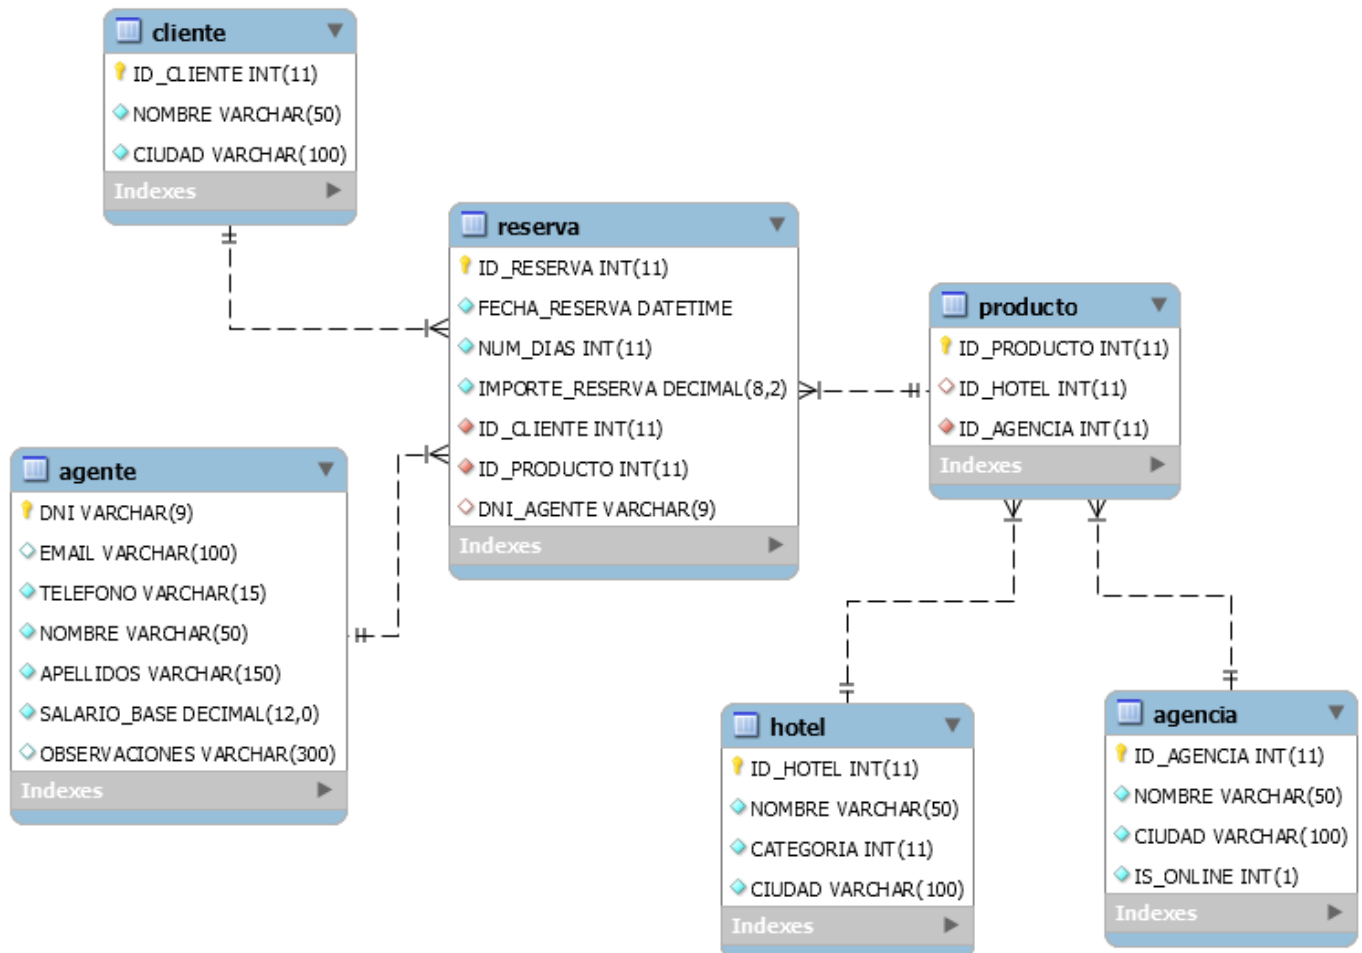 cliente
ID_CLIENTE INT(11)
NOMBRE VARCHAR(50)
CIUDAD VARCHAR(100)
Indexes
reserva
ID_RESERVA INT(11)
FECHA_RESERVA DATETIME
NUM_DIAS INT(11)
IMPORTE_RESERVA DECIMAL(8,2)
ID_CLIENTE INT(11)
ID_PRODUCTO INT(11)
DNI_AGENTE VARCHAR(9)
Indexes
producto
ID_PRODUCTO INT(11)
ID_HOTEL INT(11)
ID_AGENCIA INT(11)
Indexes
agente
DNI VARCHAR(9)
EMAIL VARCHAR(100)
TELEFONO VARCHAR(15)
NOMBRE VARCHAR(50)
APELLIDOS VARCHAR(150)
SALARIO_BASE DECIMAL(12,0)
OBSERVACIONES VARCHAR(300)
Indexes
hotel
ID_HOTEL INT(11)
NOMBRE VARCHAR(50)
CATEGORIA INT(11)
CIUDAD VARCHAR(100)
Indexes
agencia
ID_AGENCIA INT(11)
NOMBRE VARCHAR(50)
CIUDAD VARCHAR(100)
IS_ONLINE INT(1)
Indexes